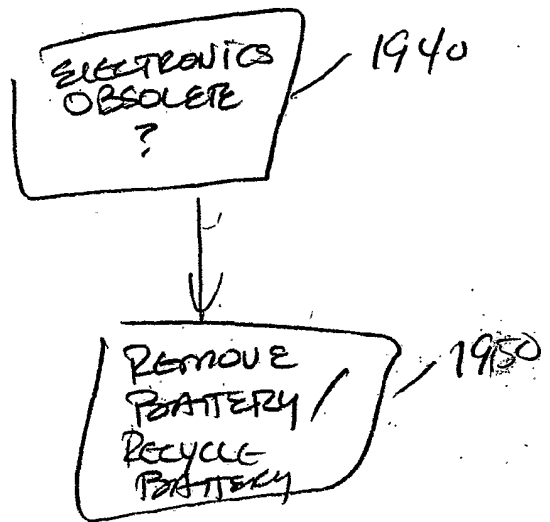 ELECTRONICS
OBSOLETE
?
1940
REMOVE
BATTERY /
RECYCLE
BATTERY
1950